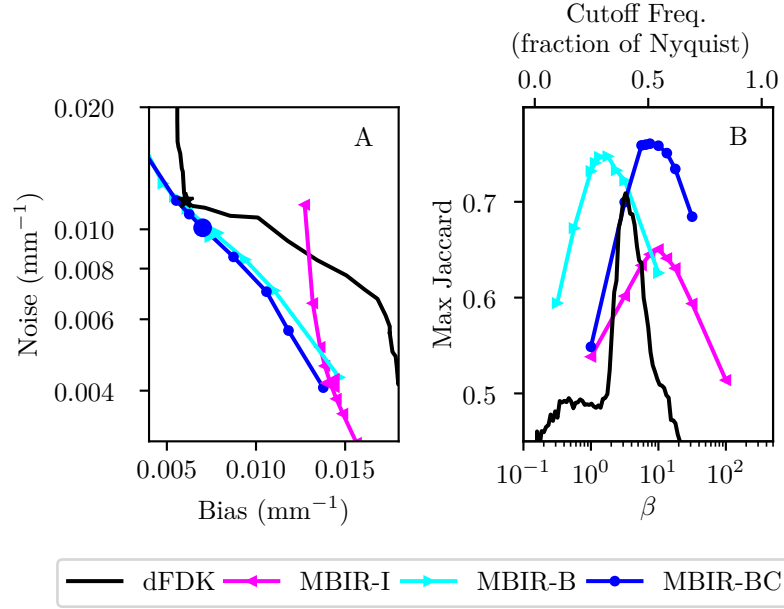 Cutoff Freq.
(fraction of Nyquist)
0.0 0.5 1.0
A
B
Noise (mm⁻¹)
0.020
0.010
0.008
0.006
0.004
0.005 0.010 0.015
Bias (mm⁻¹)
Max Jaccard
0.7
0.6
0.5
10⁻¹ 10⁰ 10¹ 10²
β
dFDK MBIR-I MBIR-B MBIR-BC